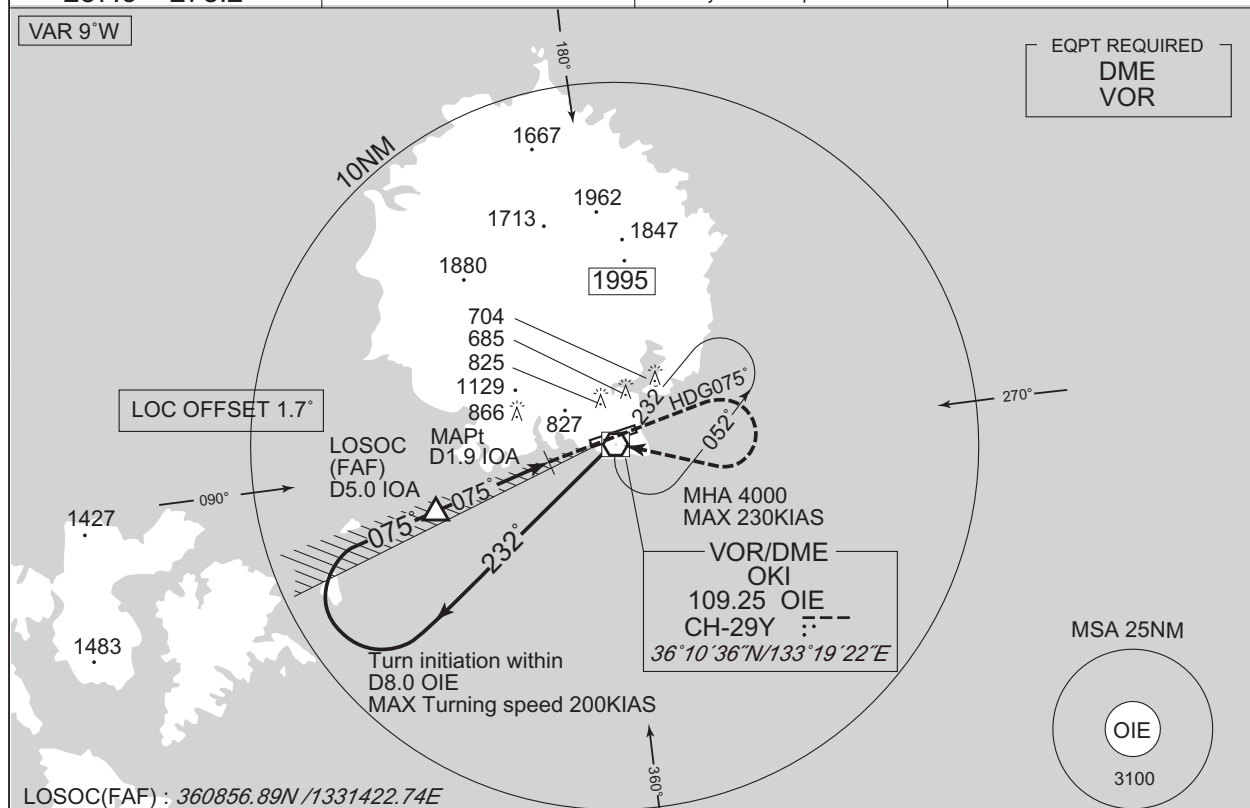 VAR 9°W
EQPT REQUIRED
DME
VOR
180°
10NM
1667
1962
1713
1847
1880
1995
704
685
825
1129
866
827
LOC OFFSET 1.7°
270°
232°
HDG075°
052°
LOSOC
(FAF)
D5.0 IOA
MAPt
D1.9 IOA
090°
075°
075°
232°
1427
1483
MHA 4000
MAX 230KIAS
VOR/DME
OKI
109.25 OIE
CH-29Y
36°10´36˝N/133°19´22˝E
Turn initiation within
D8.0 OIE
MAX Turning speed 200KIAS
MSA 25NM
OIE
3100
360°
LOSOC(FAF) : 360856.89N /1331422.74E